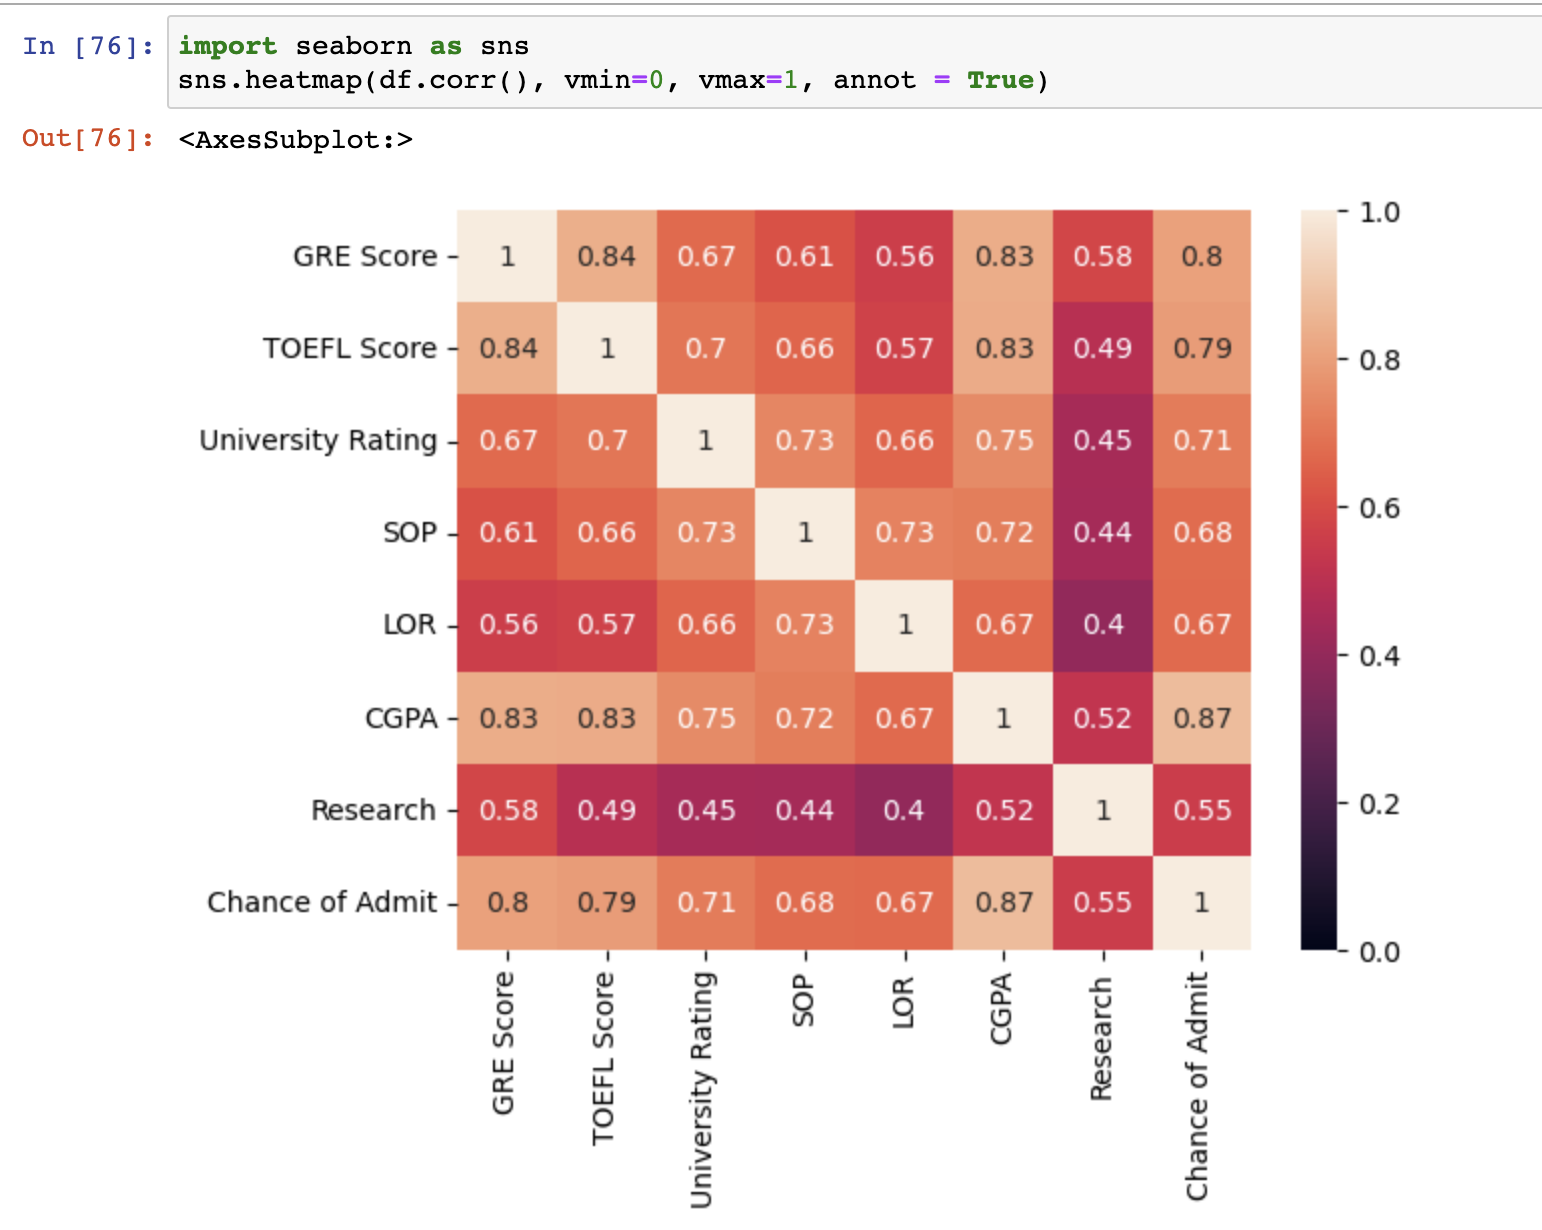 In [76]: import seaborn as sns
sns.heatmap(df.corr(), vmin=0, vmax=1, annot = True)
Out[76]: <AxesSubplot:>
1.0
GRE Score 1 0.84 0.67 0.61 0.56 0.83 0.58 0.8
TOEFL Score 0.84 1 0.7 0.66 0.57 0.83 0.49 0.79
0.8
University Rating 0.67 0.7 1 0.73 0.66 0.75 0.45 0.71
SOP 0.61 0.66 0.73 1 0.73 0.72 0.44 0.68
0.6
LOR 0.56 0.57 0.66 0.73 1 0.67 0.4 0.67
0.4
CGPA 0.83 0.83 0.75 0.72 0.67 1 0.52 0.87
0.2
Research 0.58 0.49 0.45 0.44 0.4 0.52 1 0.55
Chance of Admit 0.8 0.79 0.71 0.68 0.67 0.87 0.55 1
0.0
GRE Score
TOEFL Score
University Rating
SOP
LOR
CGPA
Research
Chance of Admit